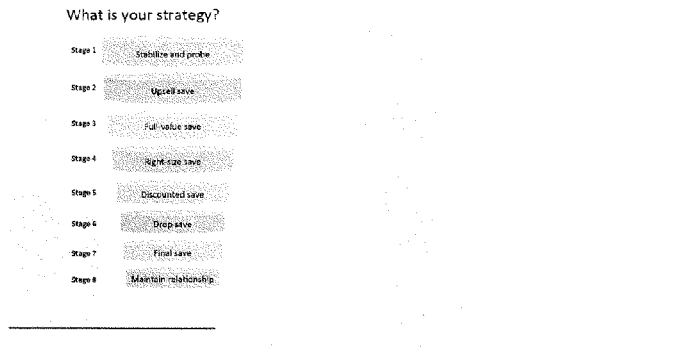 What is your strategy?
Stage 1 Stabilize and probe
Stage 2 Upsell save
Stage 3 Full-value save
Stage 4 Right-size save
Stage 5 Discounted save
Stage 6 Drop save
Stage 7 Final save
Stage 8 Maintain relationship